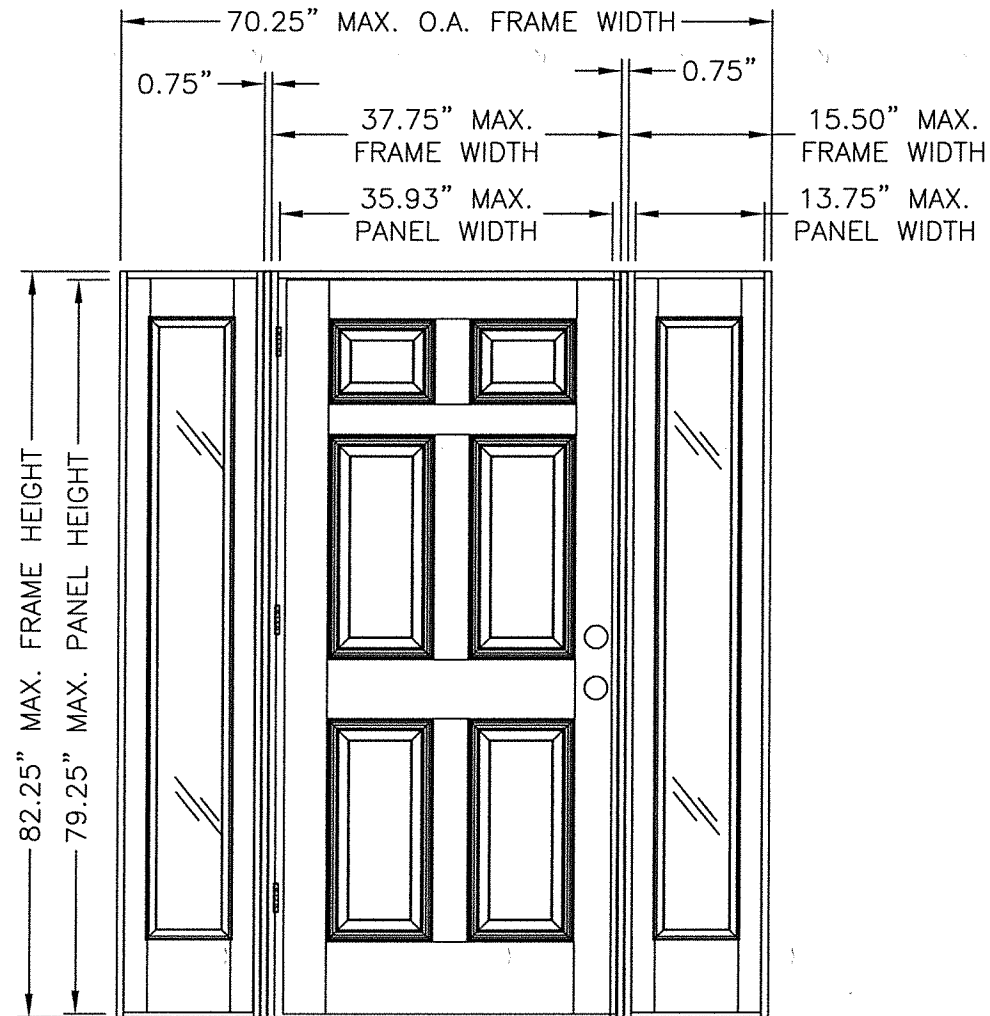 70.25” MAX. O.A. FRAME WIDTH
0.75”
0.75”
37.75” MAX.
FRAME WIDTH
15.50” MAX.
FRAME WIDTH
35.93” MAX.
PANEL WIDTH
13.75” MAX.
PANEL WIDTH
82.25” MAX. FRAME HEIGHT
79.25” MAX. PANEL HEIGHT